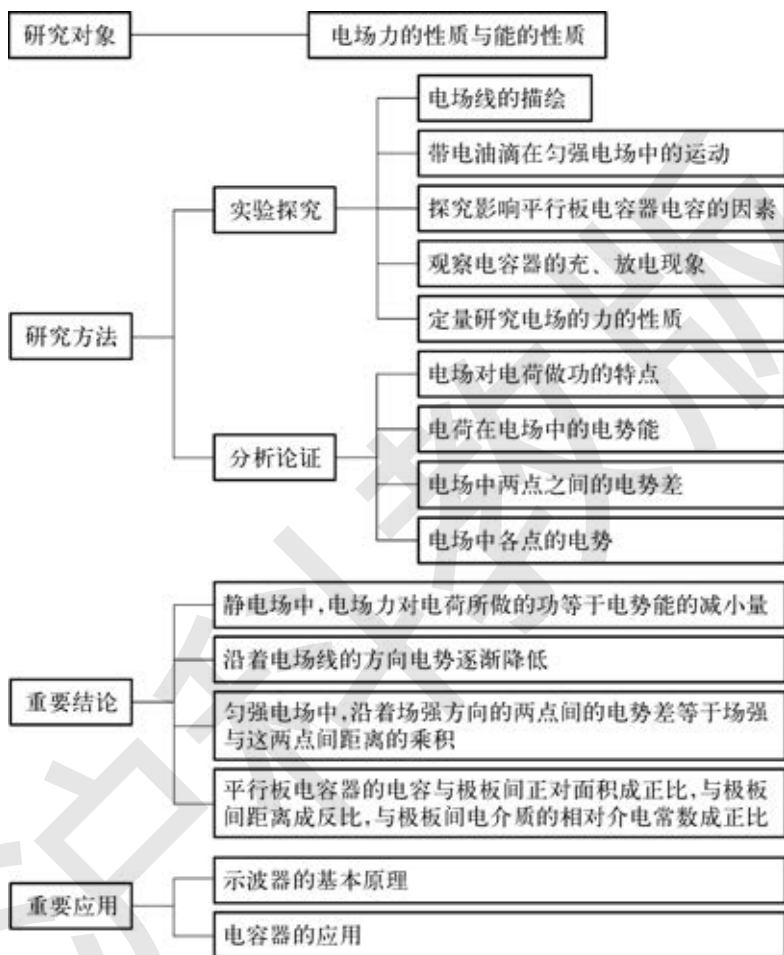 研究对象
电场力的性质与能的性质
电场线的描绘
带电油滴在匀强电场中的运动
实验探究
探究影响平行板电容器电容的因素
观察电容器的充、放电现象
研究方法
定量研究电场的力的性质
电场对电荷做功的特点
电荷在电场中的电势能
分析论证
电场中两点之间的电势差
电场中各点的电势
静电场中,电场力对电荷所做的功等于电势能的减小量
沿着电场线的方向电势逐渐降低
重要结论
匀强电场中,沿着场强方向的两点间的电势差等于场强
与这两点间距离的乘积
平行板电容器的电容与极板间正对面积成正比,与极板
间距离成反比,与极板间电介质的相对介电常数成正比
示波器的基本原理
重要应用
电容器的应用
沪科教版